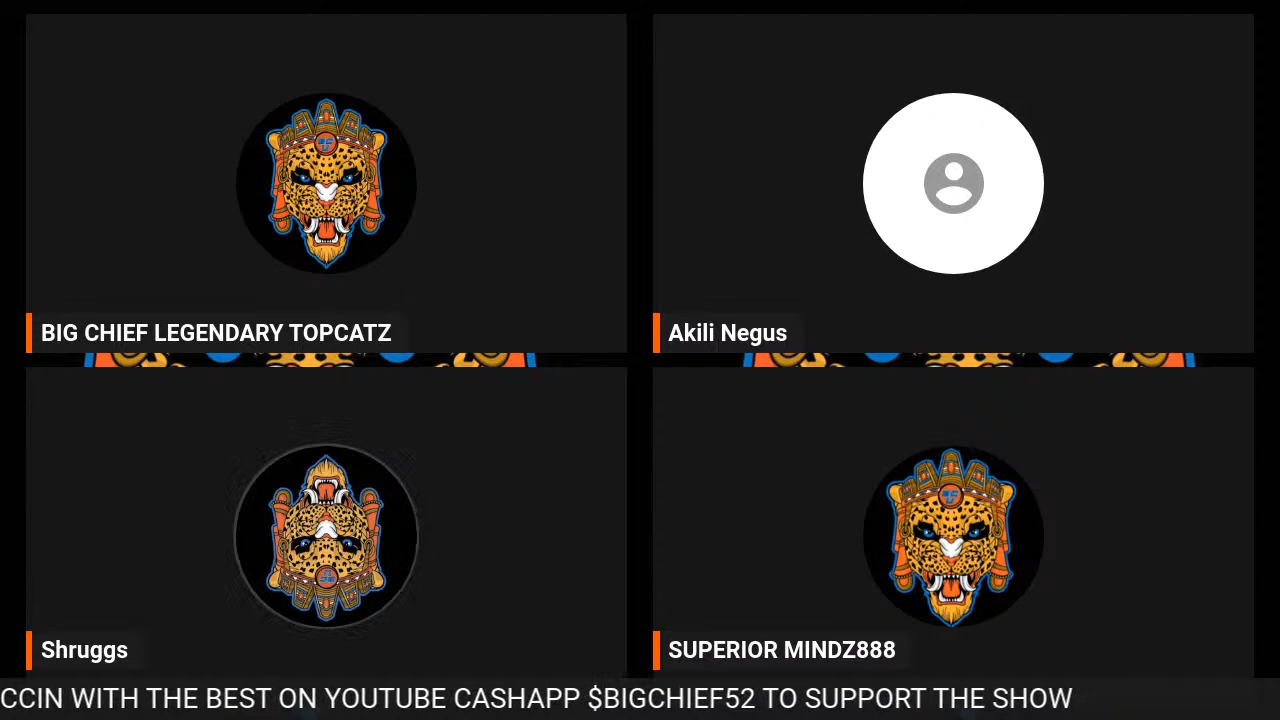 BIG CHIEF LEGENDARY TOPCATZ
Akili Negus
Shruggs
SUPERIOR MINDZ888
CCIN WITH THE BEST ON YOUTUBE CASHAPP $BIGCHIEF52 TO SUPPORT THE SHOW